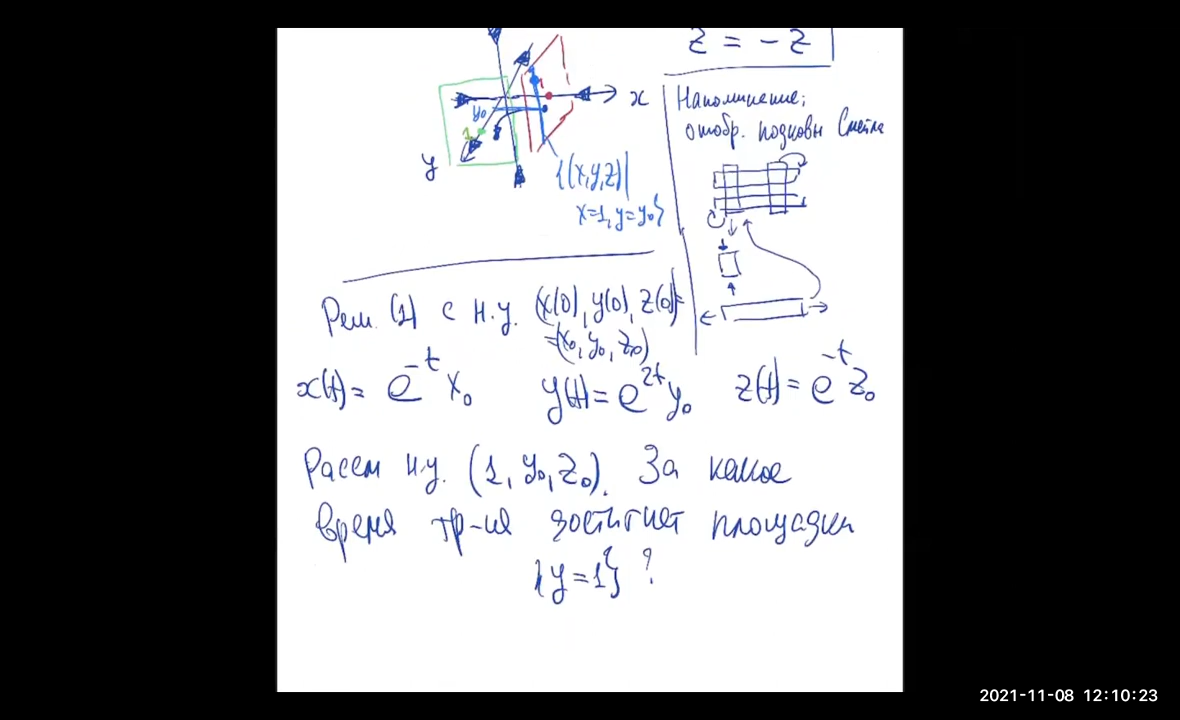 z = -z
x
y₀
1
y
{(x,y,z)|
x=1, y=y₀}
Напоминание:
отобр. подковы Смейла
Реш. (1) с н.у. (x(0), y(0), z(0))=
=(x₀, y₀, z₀)
x(t)= e^{-t} x₀ y(t)= e^{2t} y₀ z(t)= e^{-t} z₀
Рассм н.у. (1, y₀, z₀). За какое
время тр-ия достигнет площадки
{y=1}?
2021-11-08 12:10:23